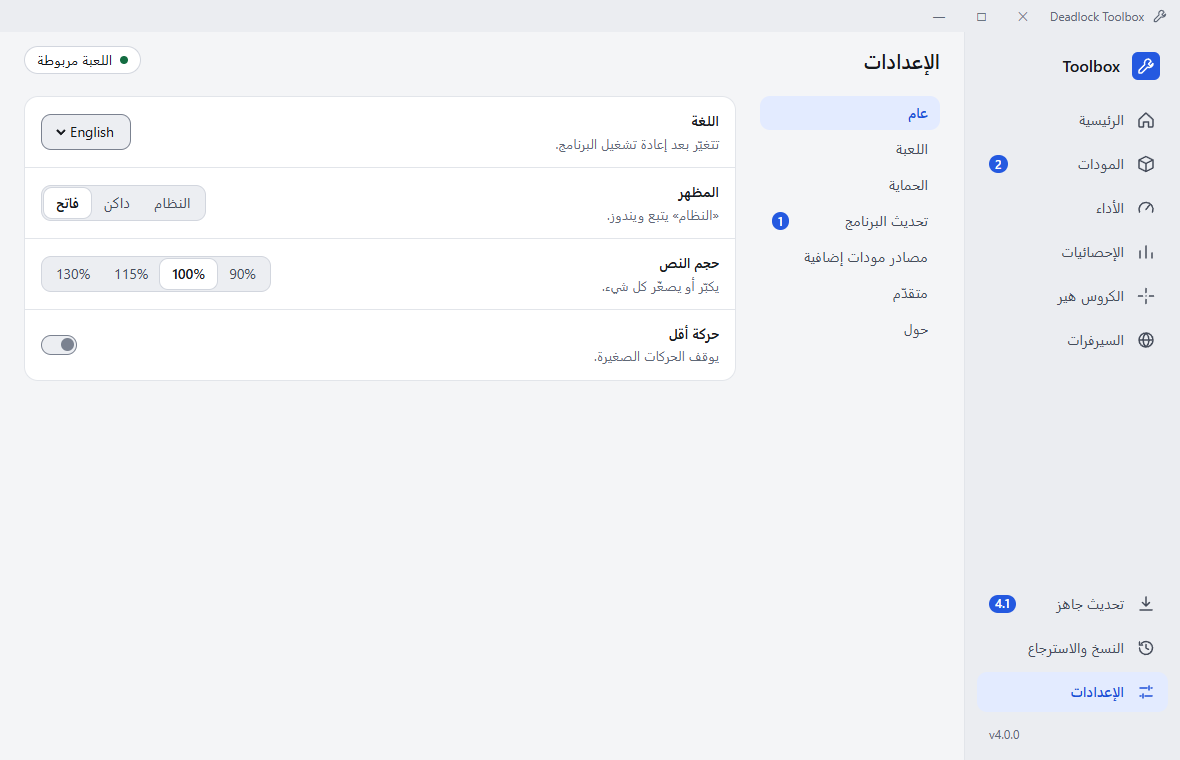 Deadlock Toolbox
Toolbox
الرئيسية
المودات
2
الأداء
الإحصائيات
الكروس هير
السيرفرات
تحديث جاهز
4.1
النسخ والاسترجاع
الإعدادات
v4.0.0
الإعدادات
اللعبة مربوطة
عام
اللعبة
الحماية
تحديث البرنامج
1
مصادر مودات إضافية
متقدّم
حول
اللغة
تتغيّر بعد إعادة تشغيل البرنامج.
English
المظهر
«النظام» يتبع ويندوز.
النظام
داكن
فاتح
حجم النص
يكبّر أو يصغّر كل شيء.
90%
100%
115%
130%
حركة أقل
يوقف الحركات الصغيرة.